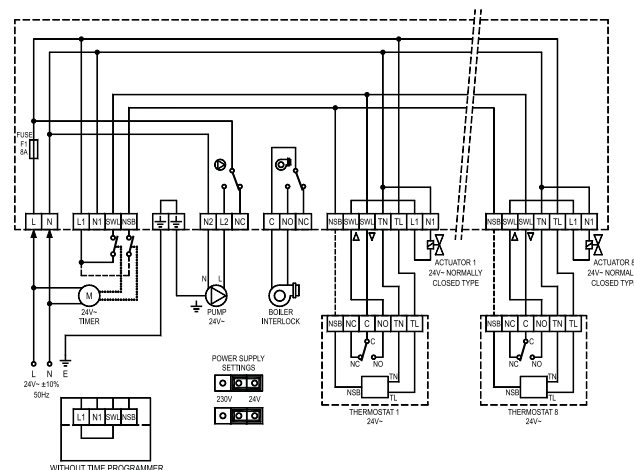 FUSE
F1
8A
L N L1 N1 SWL NSB N2 L2 NC C NO NC NSB SWL SWL TN TL L1 N1 NSB SWL SWL TN TL L1 N1
ACTUATOR 1
24V~ NORMALLY
CLOSED TYPE
ACTUATOR 8
24V~ NORMAL
CLOSED TYPE
M
24V~
TIMER
N L
PUMP
24V~
BOILER
INTERLOCK
NSB NC C NO TN TL
NSB NC C NO TN TL
C
NC NO
TN
NSB
TL
THERMOSTAT 1
24V~
C
NC NO
TN
NSB
TL
THERMOSTAT 8
24V~
L N E
24V~ ±10%
50Hz
POWER SUPPLY
SETTINGS
230V 24V
L1 N1 SWL NSB
WITHOUT TIME PROGRAMMER